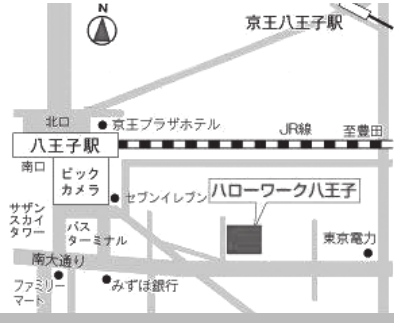 N
京王八王子駅
北口
京王プラザホテル
JR線
至豊田
八王子駅
南口
ビック
カメラ
セブンイレブン
ハローワーク八王子
サザン
スカイ
タワー
バス
ターミナル
東京電力
南大通り
ファミリー
マート
みずほ銀行